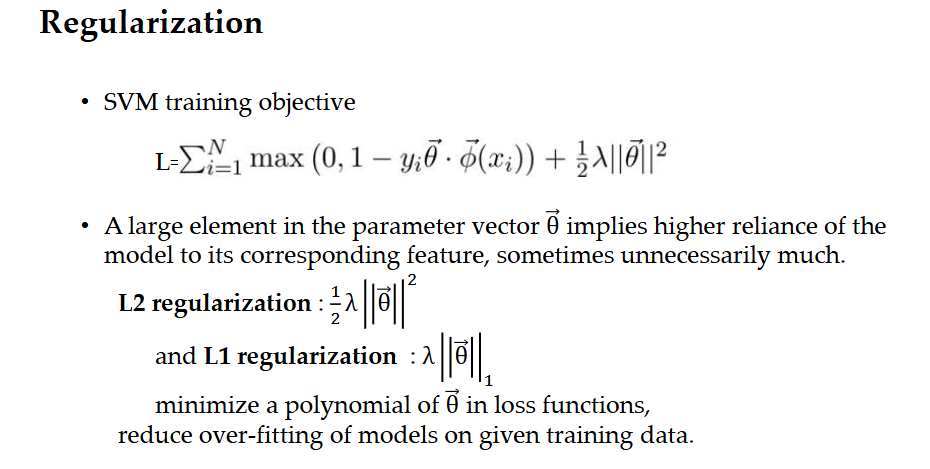 Regularization
• SVM training objective
L=∑_{i=1}^{N} max (0, 1 − y_i θ⃗ · ϕ⃗(x_i)) + ½λ||θ⃗||²
• A large element in the parameter vector θ⃗ implies higher reliance of the
model to its corresponding feature, sometimes unnecessarily much.
L2 regularization : ½ λ ||θ⃗||²
and L1 regularization : λ ||θ⃗||₁
minimize a polynomial of θ⃗ in loss functions,
reduce over-fitting of models on given training data.